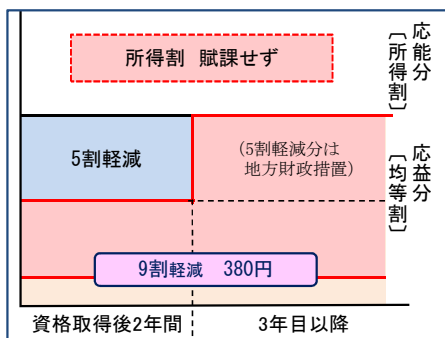 所得割 賦課せず
応能分
〔所得割〕
5割軽減
(5割軽減分は
地方財政措置)
応益分
〔均等割〕
9割軽減 380円
資格取得後2年間
3年目以降